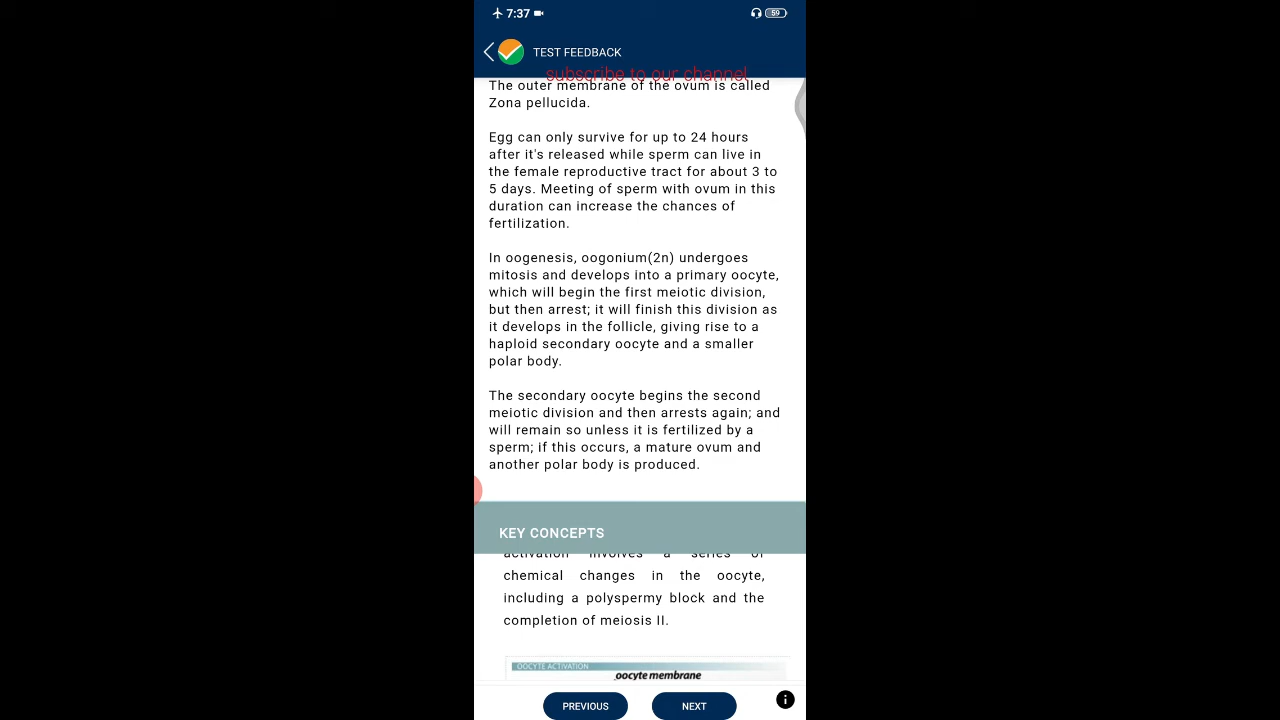 7:37
59
TEST FEEDBACK
subscribe to our channel
The outer membrane of the ovum is called
Zona pellucida.
Egg can only survive for up to 24 hours
after it's released while sperm can live in
the female reproductive tract for about 3 to
5 days. Meeting of sperm with ovum in this
duration can increase the chances of
fertilization.
In oogenesis, oogonium(2n) undergoes
mitosis and develops into a primary oocyte,
which will begin the first meiotic division,
but then arrest; it will finish this division as
it develops in the follicle, giving rise to a
haploid secondary oocyte and a smaller
polar body.
The secondary oocyte begins the second
meiotic division and then arrests again; and
will remain so unless it is fertilized by a
sperm; if this occurs, a mature ovum and
another polar body is produced.
KEY CONCEPTS
activation involves a series of
chemical changes in the oocyte,
including a polyspermy block and the
completion of meiosis II.
OOCYTE ACTIVATION
oocyte membrane
PREVIOUS
NEXT